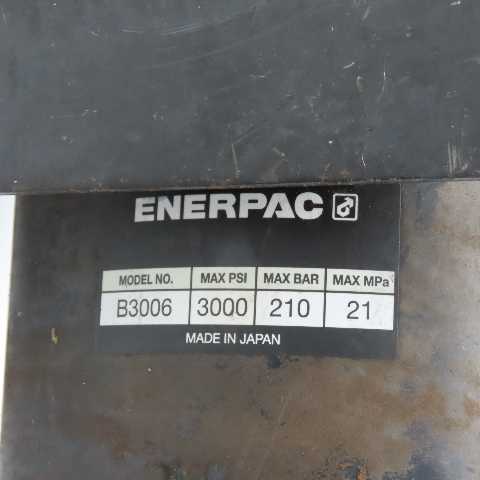 ENERPAC
MODEL NO. MAX PSI MAX BAR MAX MPa
B3006 3000 210 21
MADE IN JAPAN